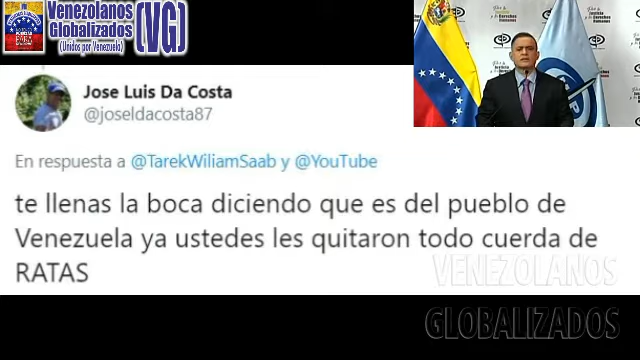 Venezolanos
Globalizados
(Unidos por Venezuela)
(VG)
Jose Luis Da Costa
@joseldacosta87
En respuesta a @TarekWiliamSaab y @YouTube
te llenas la boca diciendo que es del pueblo de
Venezuela ya ustedes les quitaron todo cuerda de
RATAS
VENEZOLANOS
GLOBALIZADOS